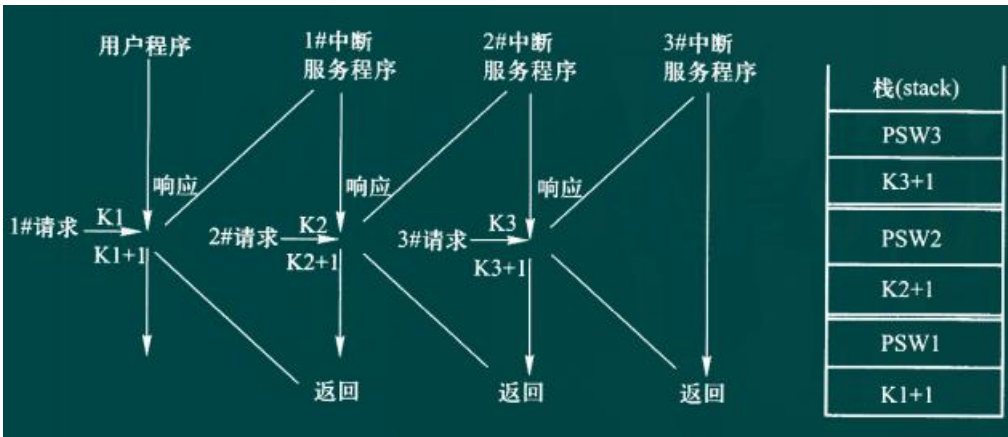 用户程序
1#中断
服务程序
2#中断
服务程序
3#中断
服务程序
栈(stack)
PSW3
K3+1
PSW2
K2+1
PSW1
K1+1
响应
响应
响应
1#请求
K1
K1+1
2#请求
K2
K2+1
3#请求
K3
K3+1
返回
返回
返回